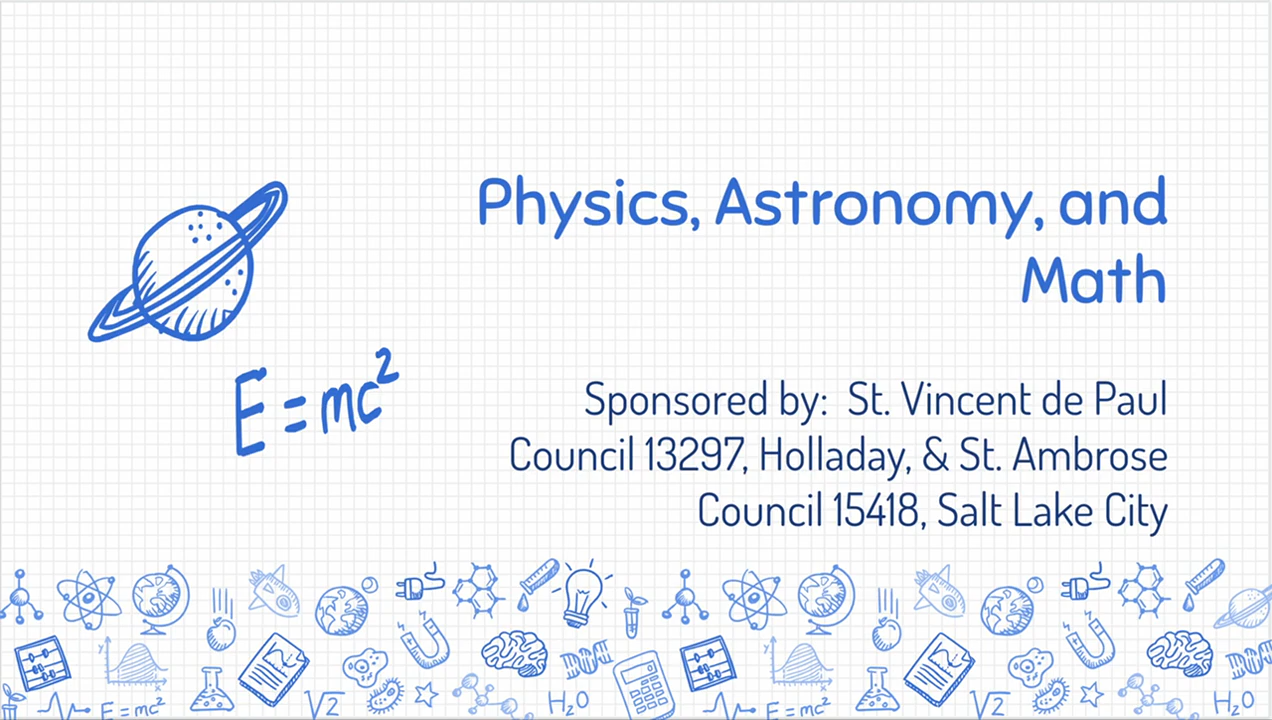 Physics, Astronomy, and
Math
E = mc²
Sponsored by: St. Vincent de Paul
Council 13297, Holladay, & St. Ambrose
Council 15418, Salt Lake City
y
x
y
x
√2
H₂O
√2
H₂O
E = mc²
E = mc²